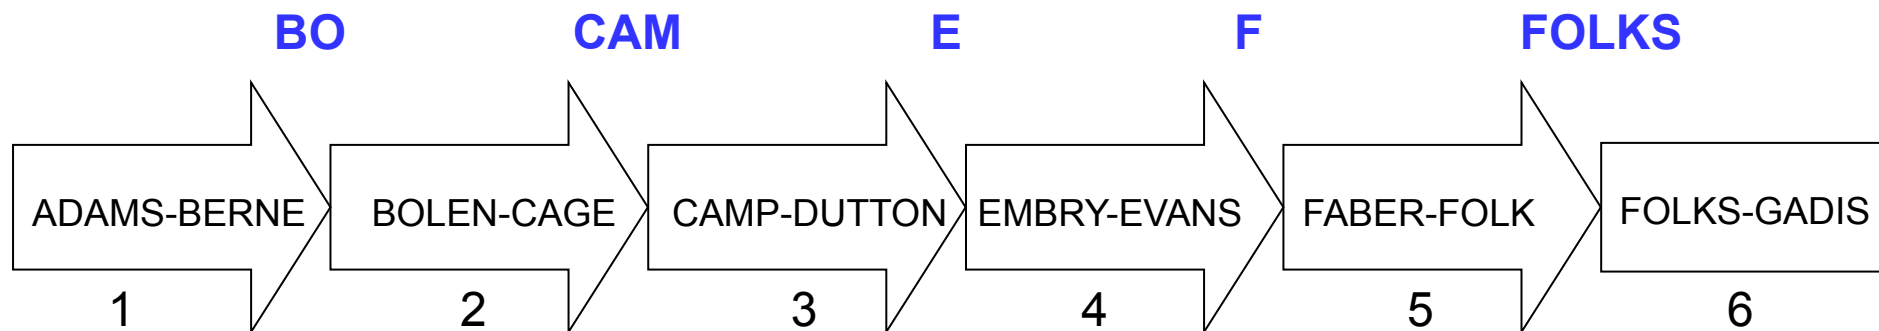 BO CAM E F FOLKS
ADAMS-BERNE BOLEN-CAGE CAMP-DUTTON EMBRY-EVANS FABER-FOLK FOLKS-GADIS
1 2 3 4 5 6